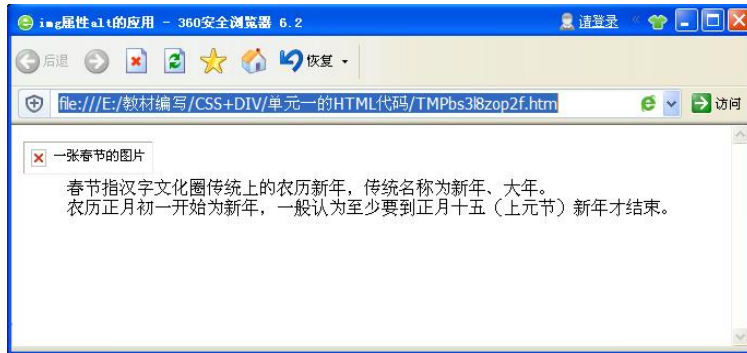 img属性alt的应用 - 360安全浏览器 6.2 请登录
后退 恢复
file:///E:/教材编写/CSS+DIV/单元一的HTML代码/TMPbs3l8zop2f.htm 访问
一张春节的图片
春节指汉字文化圈传统上的农历新年，传统名称为新年、大年。
农历正月初一开始为新年，一般认为至少要到正月十五（上元节）新年才结束。